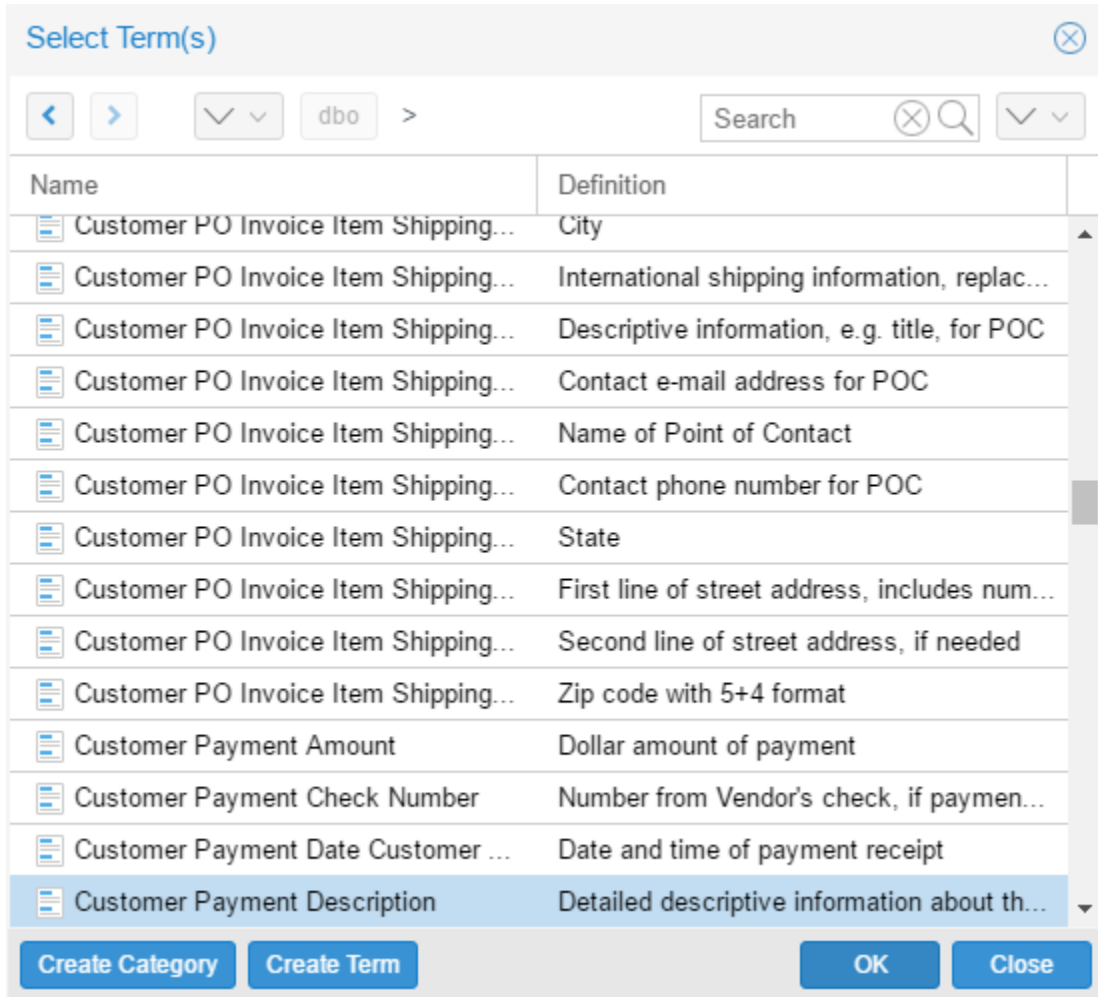 Select Term(s)
dbo > Search
Name Definition
Customer PO Invoice Item Shipping... City
Customer PO Invoice Item Shipping... International shipping information, replac...
Customer PO Invoice Item Shipping... Descriptive information, e.g. title, for POC
Customer PO Invoice Item Shipping... Contact e-mail address for POC
Customer PO Invoice Item Shipping... Name of Point of Contact
Customer PO Invoice Item Shipping... Contact phone number for POC
Customer PO Invoice Item Shipping... State
Customer PO Invoice Item Shipping... First line of street address, includes num...
Customer PO Invoice Item Shipping... Second line of street address, if needed
Customer PO Invoice Item Shipping... Zip code with 5+4 format
Customer Payment Amount Dollar amount of payment
Customer Payment Check Number Number from Vendor's check, if paymen...
Customer Payment Date Customer ... Date and time of payment receipt
Customer Payment Description Detailed descriptive information about th...
Create Category Create Term OK Close